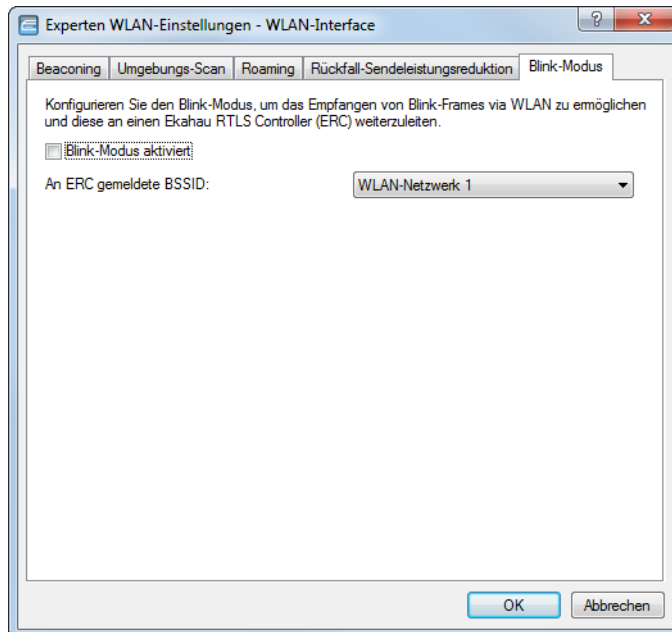 Experten WLAN-Einstellungen - WLAN-Interface
Beaconing Umgebungs-Scan Roaming Rückfall-Sendeleistungsreduktion Blink-Modus
Konfigurieren Sie den Blink-Modus, um das Empfangen von Blink-Frames via WLAN zu ermöglichen
und diese an einen Ekahau RTLS Controller (ERC) weiterzuleiten.
Blink-Modus aktiviert
An ERC gemeldete BSSID: WLAN-Netzwerk 1
OK Abbrechen